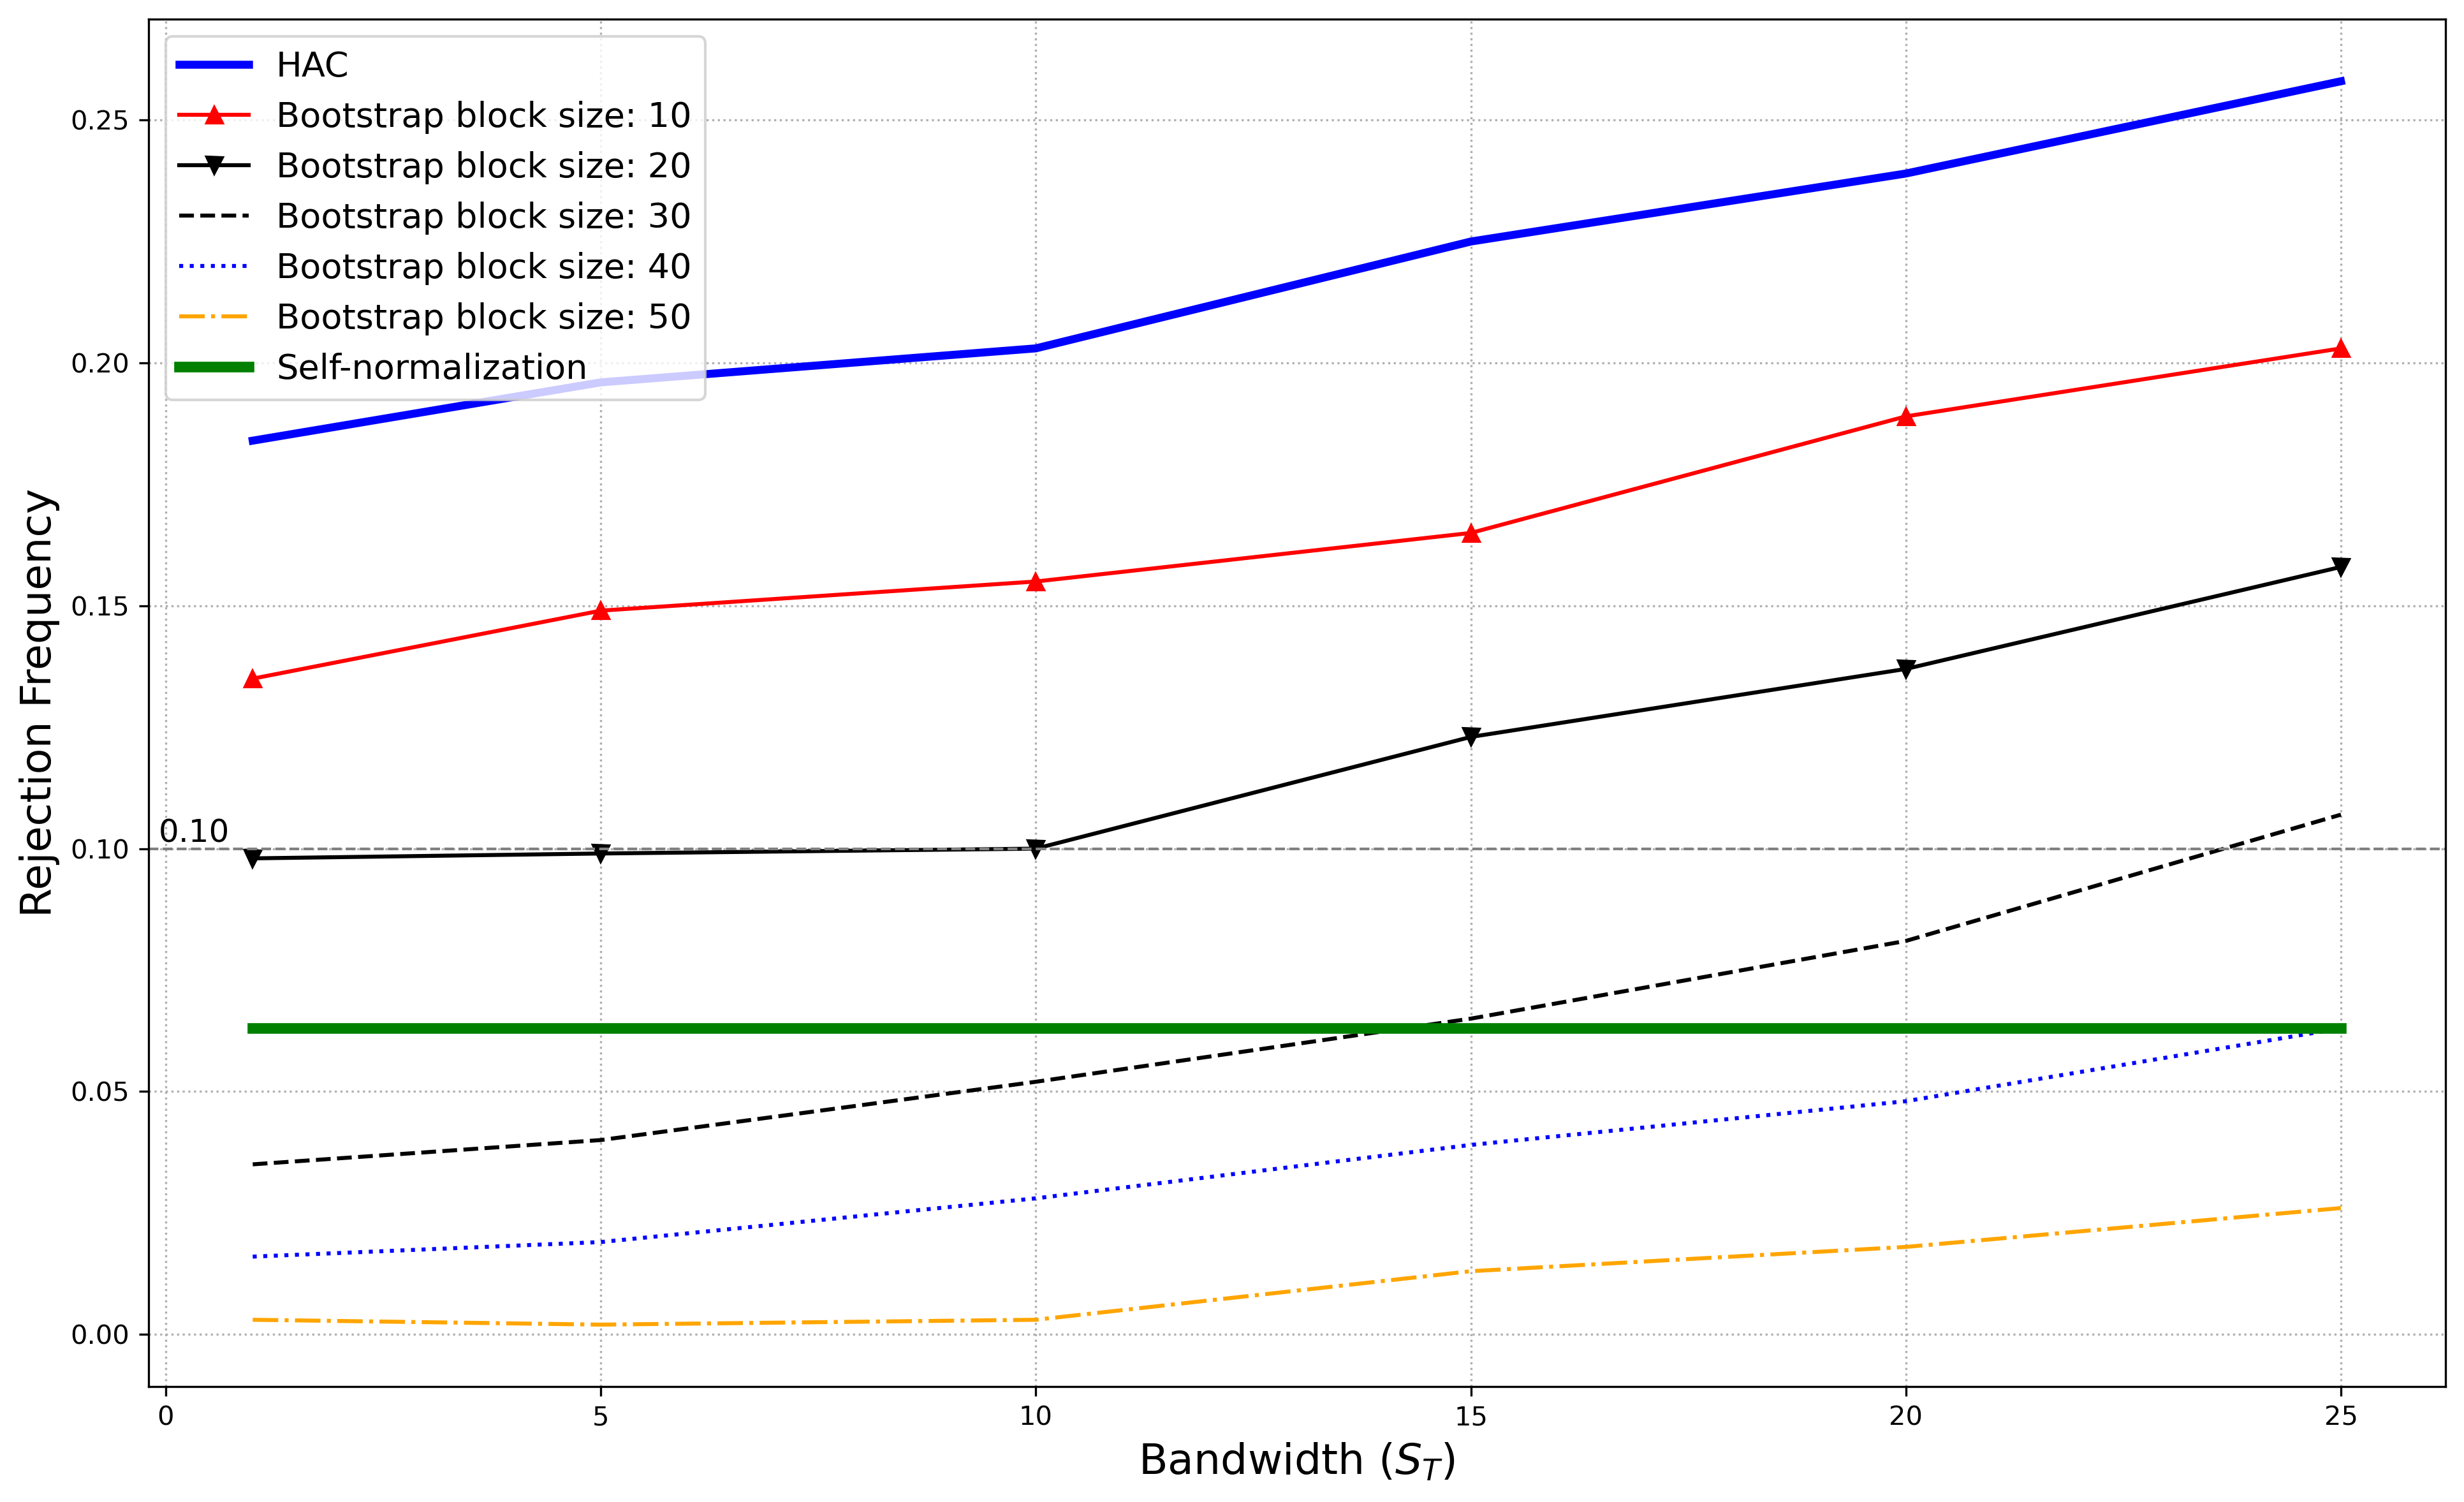 HAC
Bootstrap block size: 10
Bootstrap block size: 20
Bootstrap block size: 30
Bootstrap block size: 40
Bootstrap block size: 50
Self-normalization
Rejection Frequency
0.25
0.20
0.15
0.10
0.10
0.05
0.00
0 5 10 15 20 25
Bandwidth (S_T)